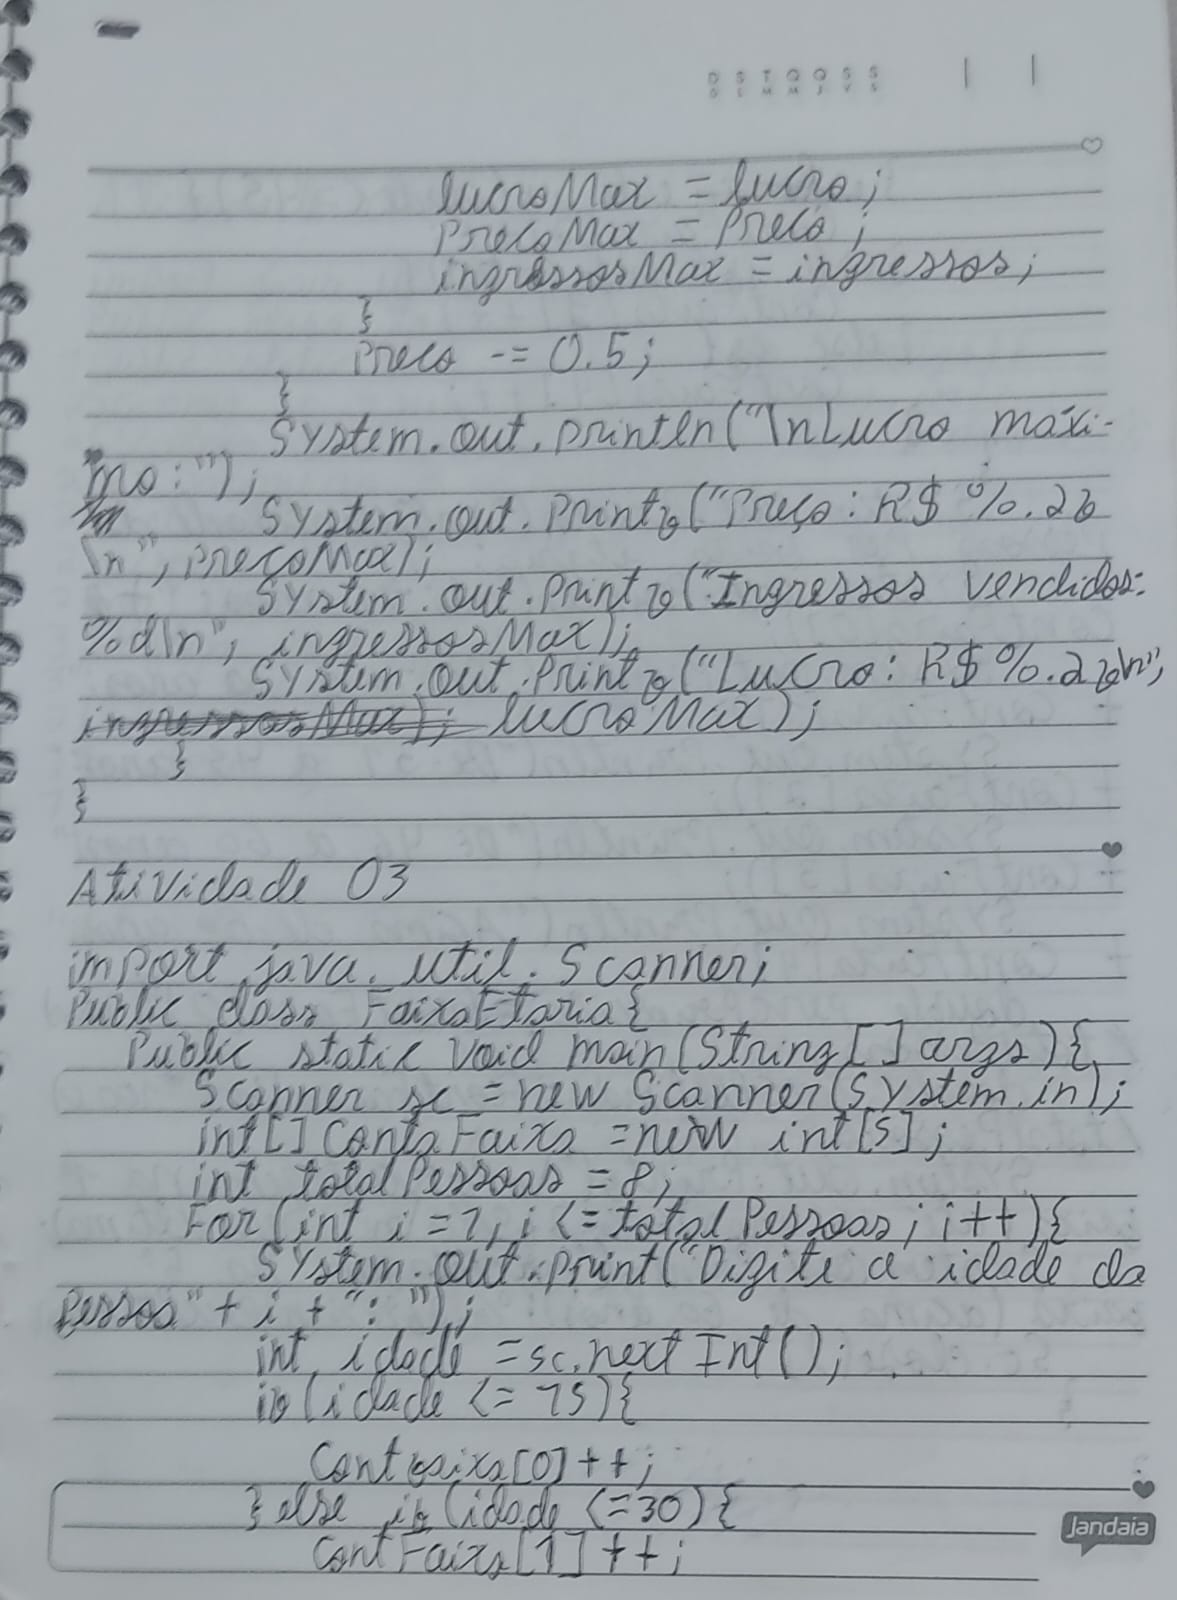 D S T Q Q S S
D L M M J V S
lucroMax = lucro;
PrecoMax = Preco;
ingressosMax = ingressos;
}
Preco -= 0.5;
}
System.out.println("\nLucro máxi-
mo:");
System.out.Printf("Preço: R$ %.2f
\n", PrecoMax);
System.out.Printf("Ingressos vendidos:
%d\n", ingressosMax);
System.out.Printf("Lucro: R$ %.2f\n",
ingressosMax); lucroMax);
}
}
Atividade 03
import java.util.Scanner;
Public class FaixaEtaria{
Public static void main(String[] args){
Scanner sc = new Scanner(System.in);
int[] ContaFaixa = new int[5];
int totalPessoas = 8;
For(int i = 1, i <= totalPessoas; i++){
System.out.print("Digite a idade da
Pessoa" + i + ": ");
int idade = sc.nextInt();
if(idade <= 15){
Contfaixa[0]++;
} else if(idade <= 30){
ContFaixa[1]++;
Jandaia